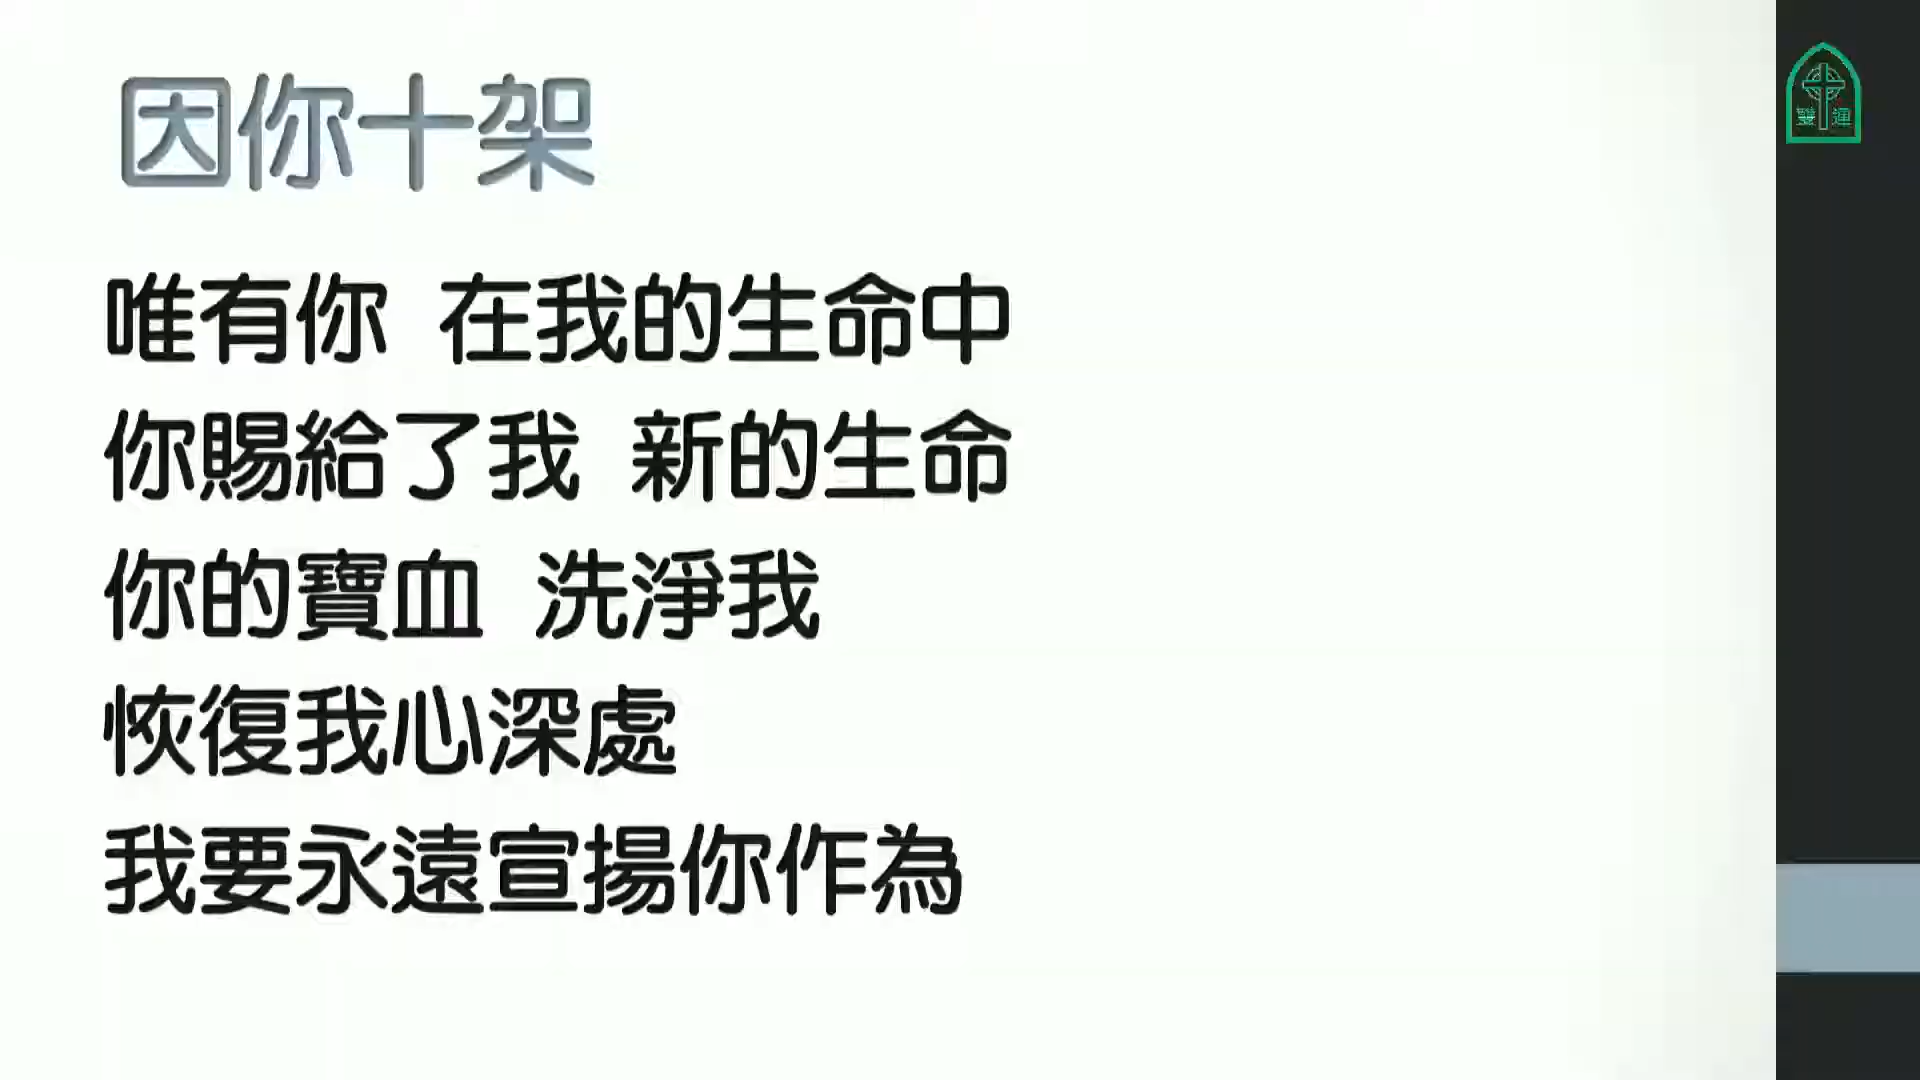 因你十架
雙 運
唯有你 在我的生命中
你賜給了我 新的生命
你的寶血 洗淨我
恢復我心深處
我要永遠宣揚你作為